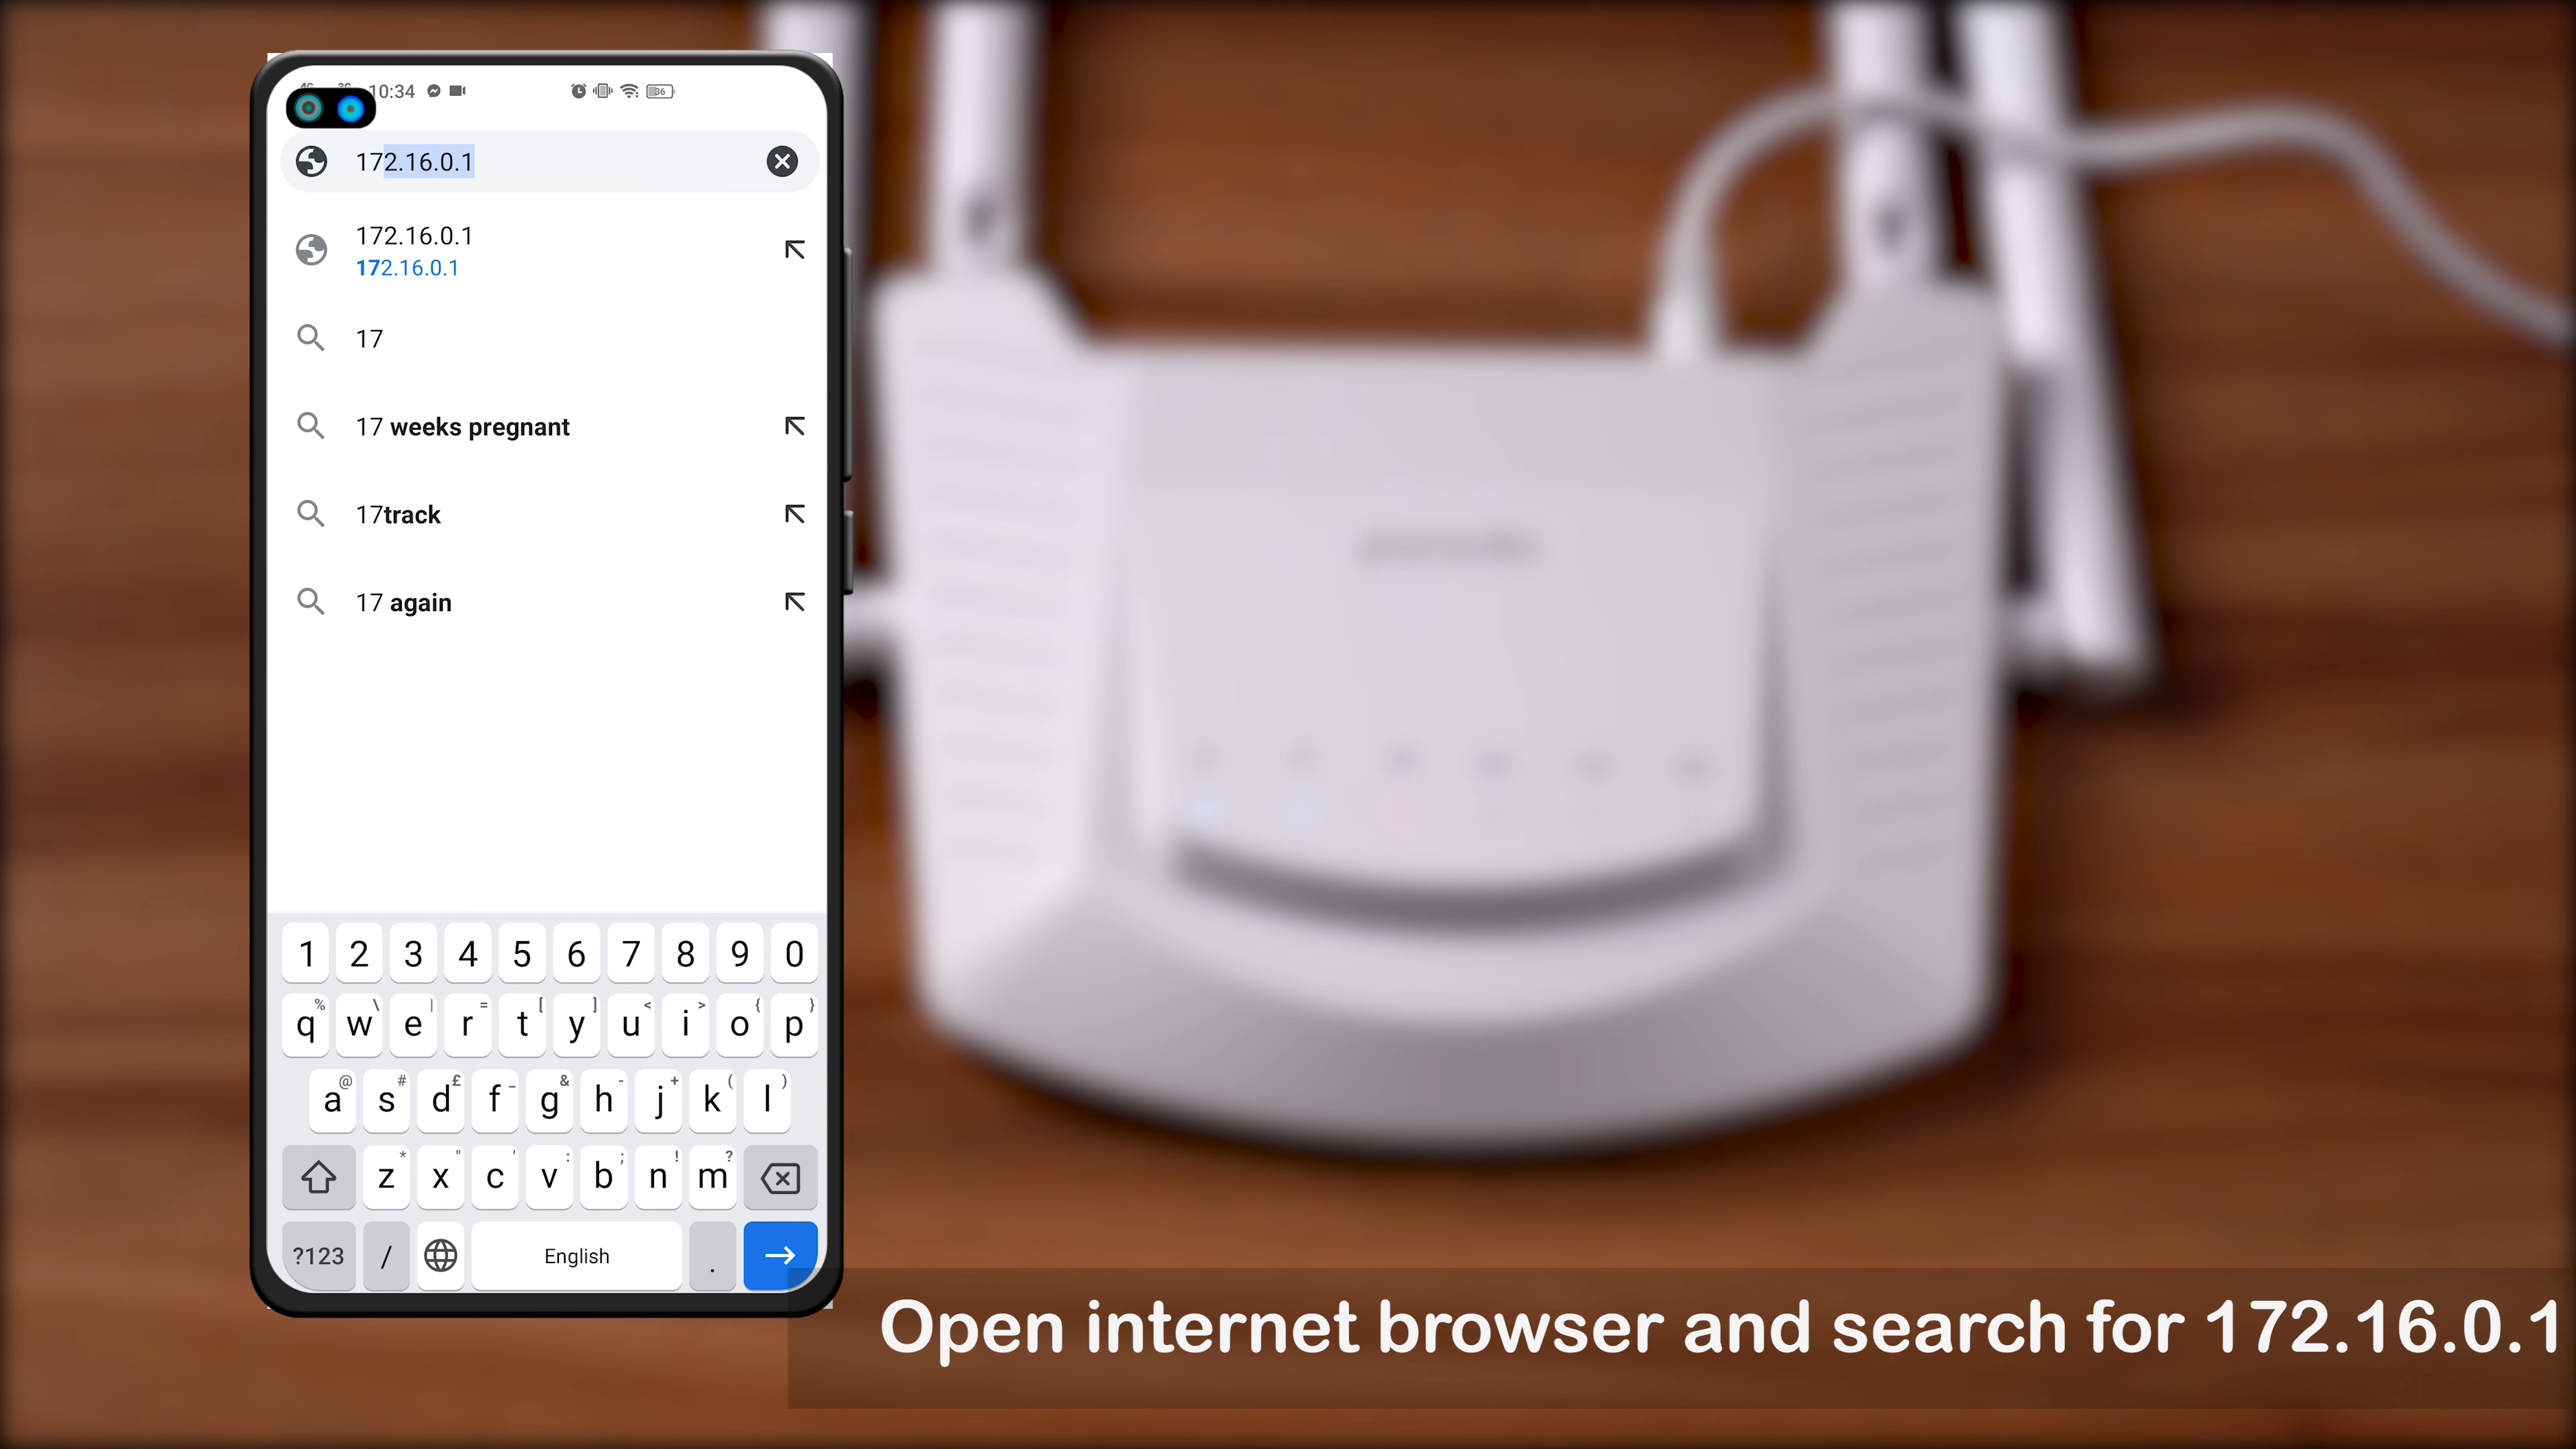 10:34
36
172.16.0.1
172.16.0.1
172.16.0.1
17
17 weeks pregnant
17track
17 again
1 2 3 4 5 6 7 8 9 0
% \ | = [ ] < > { }
q w e r t y u i o p
@ # £ _ & - + ( )
a s d f g h j k l
* " ' : ; ! ?
z x c v b n m
?123 / English .
Open internet browser and search for 172.16.0.1